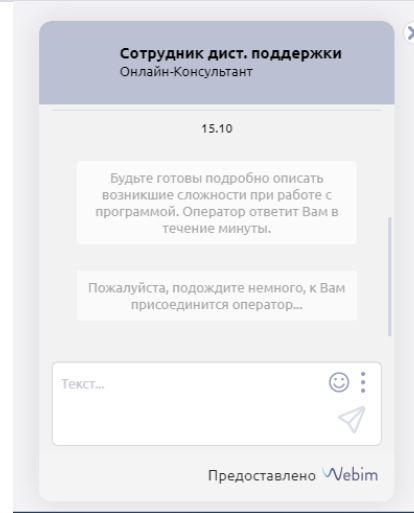 Сотрудник дист. поддержки
Онлайн-Консультант
15.10
Будьте готовы подробно описать
возникшие сложности при работе с
программой. Оператор ответит Вам в
течение минуты.
Пожалуйста, подождите немного, к Вам
присоединится оператор...
Текст...
Предоставлено Webim